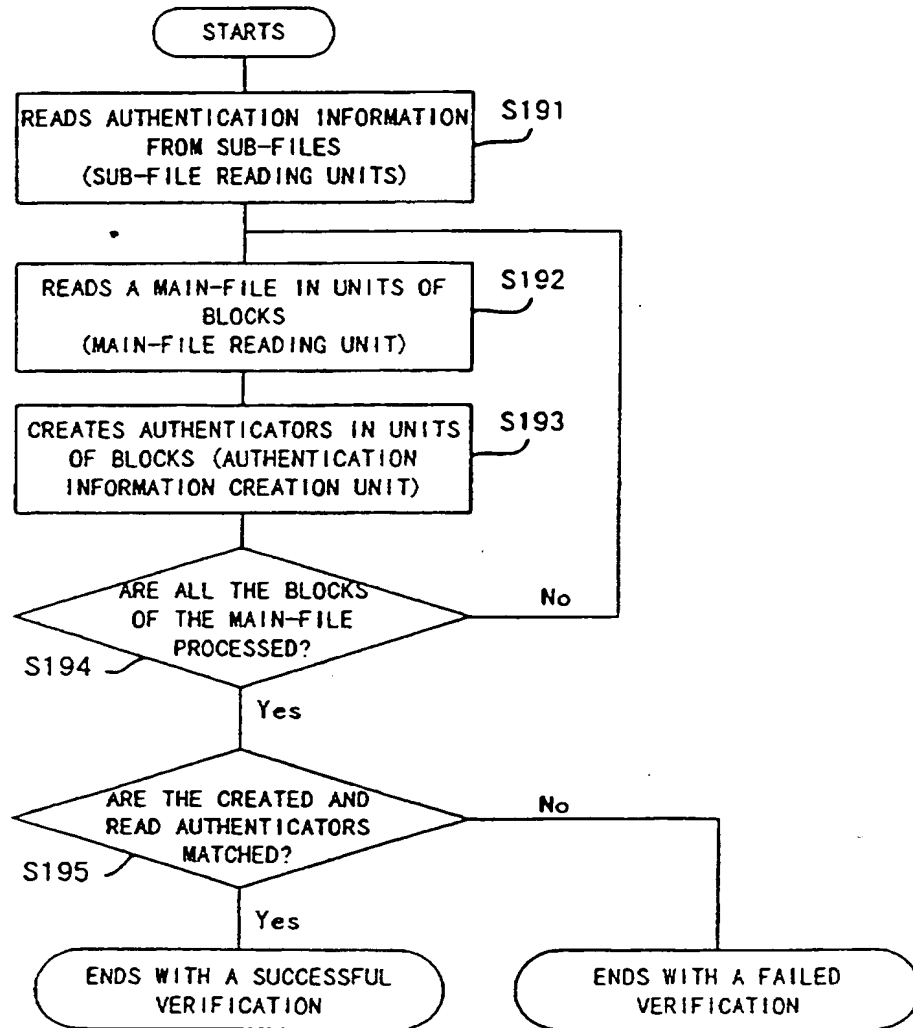 STARTS
READS AUTHENTICATION INFORMATION
FROM SUB-FILES
(SUB-FILE READING UNITS)
S191
READS A MAIN-FILE IN UNITS OF
BLOCKS
(MAIN-FILE READING UNIT)
S192
CREATES AUTHENTICATORS IN UNITS
OF BLOCKS (AUTHENTICATION
INFORMATION CREATION UNIT)
S193
ARE ALL THE BLOCKS
OF THE MAIN-FILE
PROCESSED?
No
S194
Yes
ARE THE CREATED AND
READ AUTHENTICATORS
MATCHED?
No
S195
Yes
ENDS WITH A SUCCESSFUL
VERIFICATION
ENDS WITH A FAILED
VERIFICATION